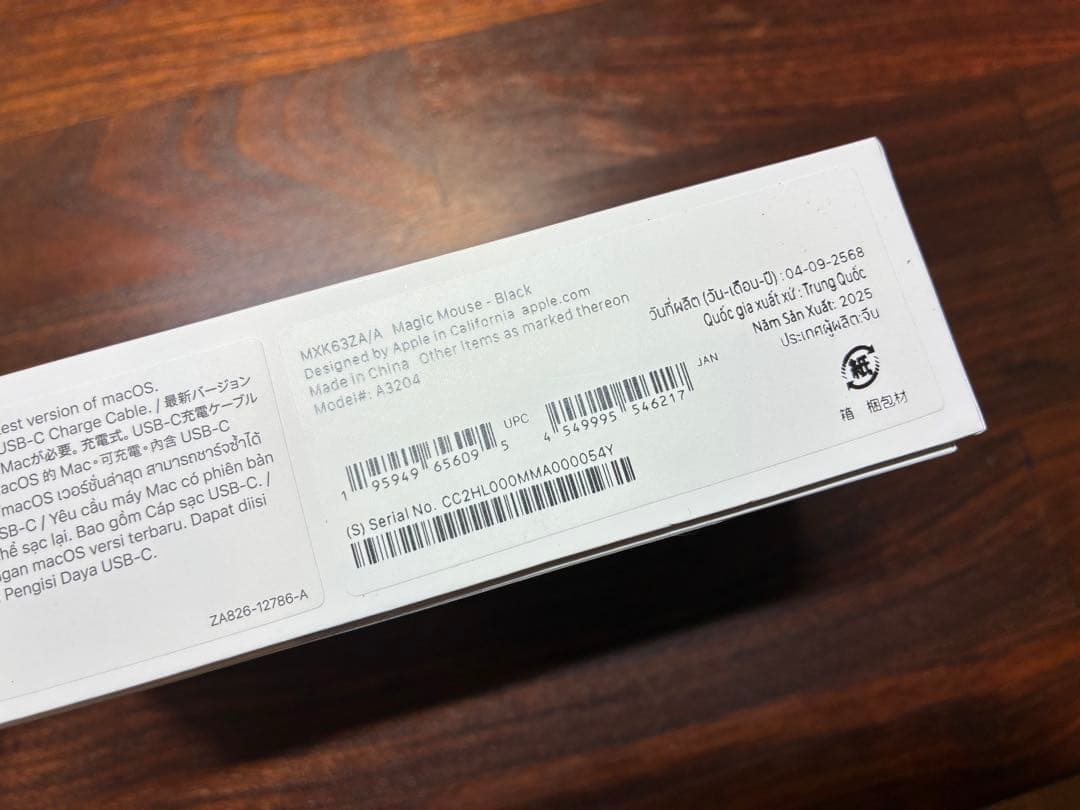 est version of macOS.
USB-C Charge Cable. / 最新バージョン
Macが必要。充電式。USB-C充電ケーブル
acOS 的 Mac。可充電。內含 USB-C
macOS เวอร์ชั่นล่าสุด สามารถชาร์จซ้ำได้
SB-C / Yêu cầu máy Mac có phiên bản
hể sạc lại. Bao gồm Cáp sạc USB-C. /
gan macOS versi terbaru. Dapat diisi
Pengisi Daya USB-C.
ZA826-12786-A
MXK63ZA/A Magic Mouse - Black
Designed by Apple in California apple.com
Made in China Other Items as marked thereon
Model#: A3204
UPC
1 95949 65609 5
JAN
4 549995 546217
(S) Serial No. CC2HL000MMA000054Y
วันที่ผลิต (วัน-เดือน-ปี) : 04-09-2568
Quốc gia xuất xứ : Trung Quốc
Năm Sản Xuất: 2025
ประเทศผู้ผลิต:จีน
紙
箱 梱包材